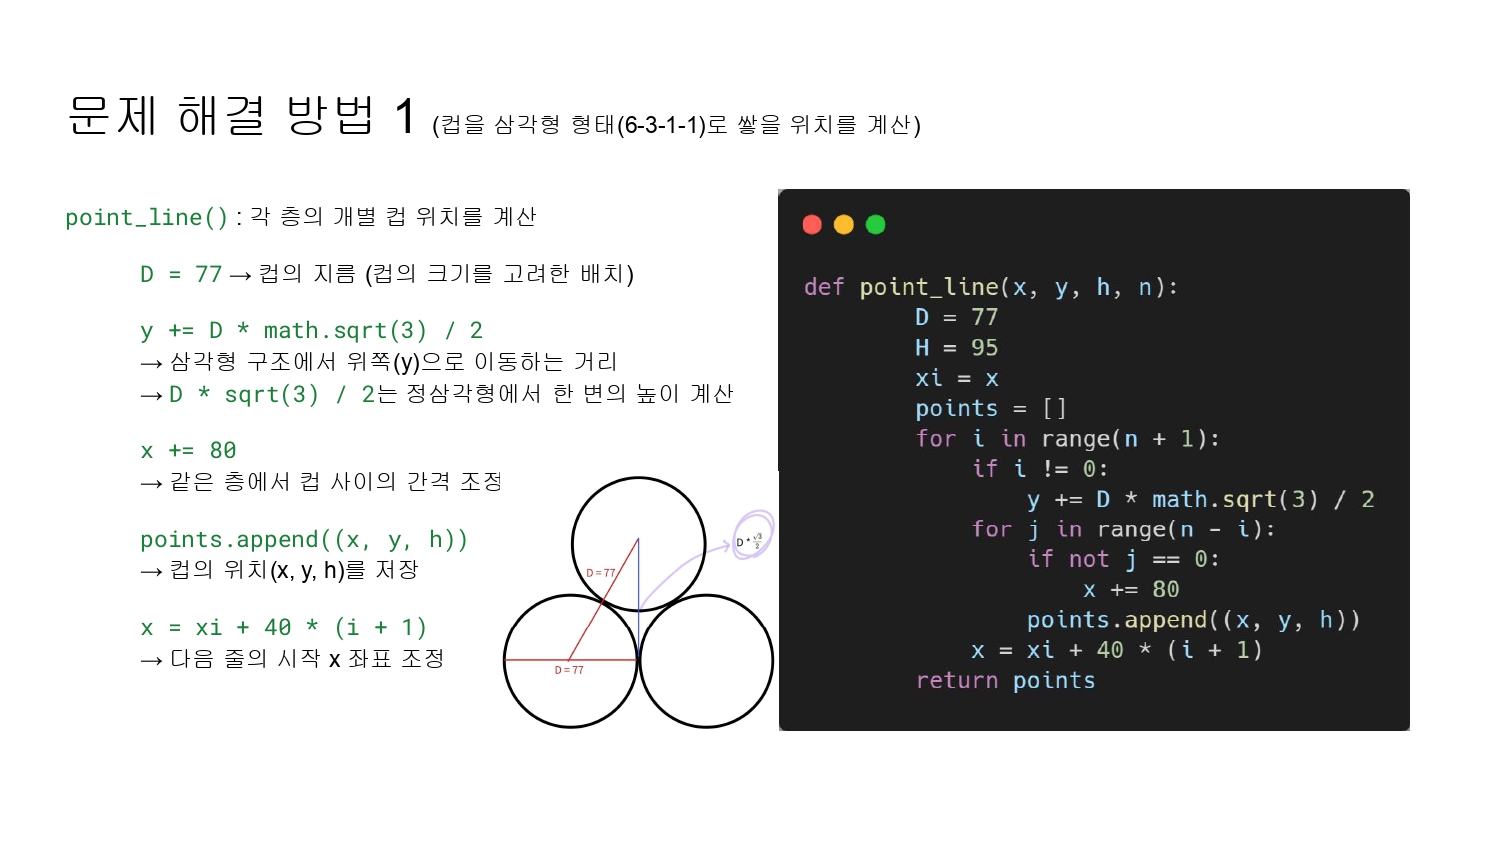 문제 해결 방법 1 (컵을 삼각형 형태(6-3-1-1)로 쌓을 위치를 계산)
point_line() : 각 층의 개별 컵 위치를 계산
D = 77 → 컵의 지름 (컵의 크기를 고려한 배치)
y += D * math.sqrt(3) / 2
→ 삼각형 구조에서 위쪽(y)으로 이동하는 거리
→ D * sqrt(3) / 2는 정삼각형에서 한 변의 높이 계산
x += 80
→ 같은 층에서 컵 사이의 간격 조정
points.append((x, y, h))
→ 컵의 위치(x, y, h)를 저장
x = xi + 40 * (i + 1)
→ 다음 줄의 시작 x 좌표 조정
D = 77
D = 77
D * √3/2
def point_line(x, y, h, n):
D = 77
H = 95
xi = x
points = []
for i in range(n + 1):
if i != 0:
y += D * math.sqrt(3) / 2
for j in range(n - i):
if not j == 0:
x += 80
points.append((x, y, h))
x = xi + 40 * (i + 1)
return points